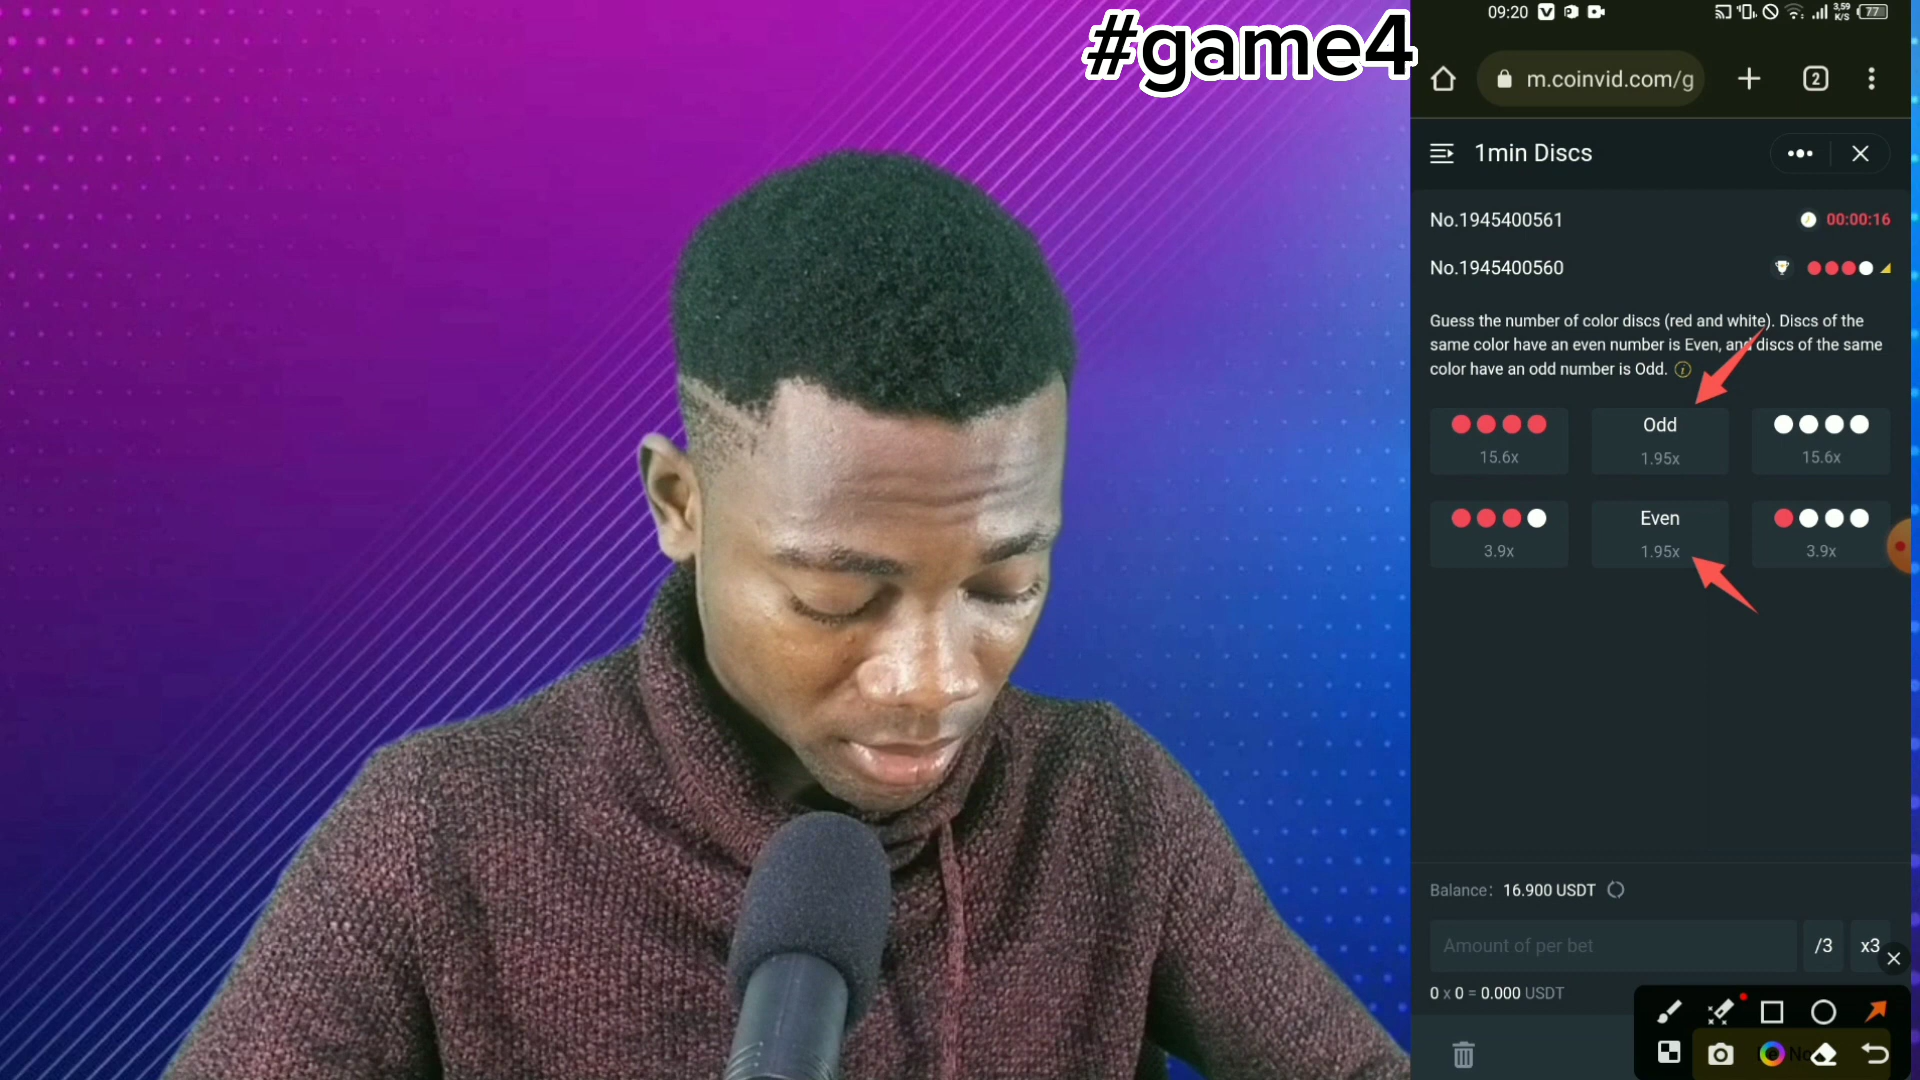 #game4
09:20
3,59
K/S
77
m.coinvid.com/g
2
1min Discs
No.1945400561
00:00:16
No.1945400560
Guess the number of color discs (red and white). Discs of the
same color have an even number is Even, and discs of the same
color have an odd number is Odd.
Odd
15.6x
1.95x
15.6x
Even
3.9x
1.95x
3.9x
Balance: 16.900 USDT
Amount of per bet
/3
x3
0 x 0 = 0.000 USDT